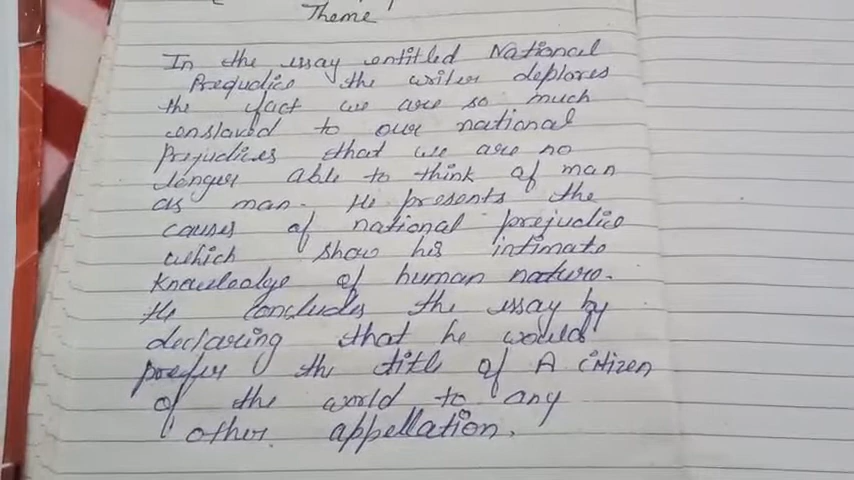 Theme
In the essay entitled National
Prequdice the writer deplores
the fact we are so much
enslaved to our national
Prejudices that we are no
longer able to think of man
as man. He presents the
causes of national prejudice
which show his intimate
knowledge of human nature.
He concludes the essay by
declaring that he would
prefer the title of A citizen
of the world to any
other appellation.